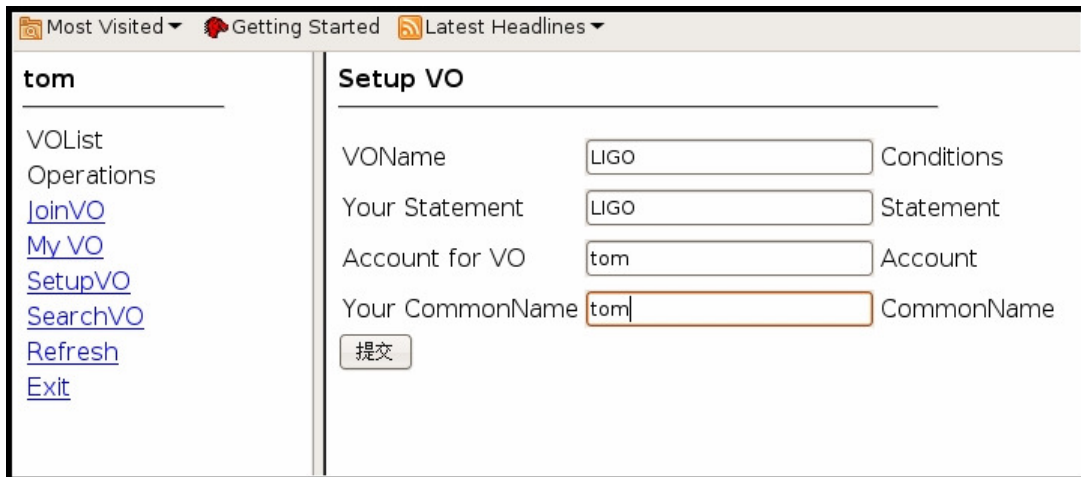 Most Visited Getting Started Latest Headlines
tom
VOList
Operations
JoinVO
My VO
SetupVO
SearchVO
Refresh
Exit
Setup VO
VOName LIGO Conditions
Your Statement LIGO Statement
Account for VO tom Account
Your CommonName tom CommonName
提交